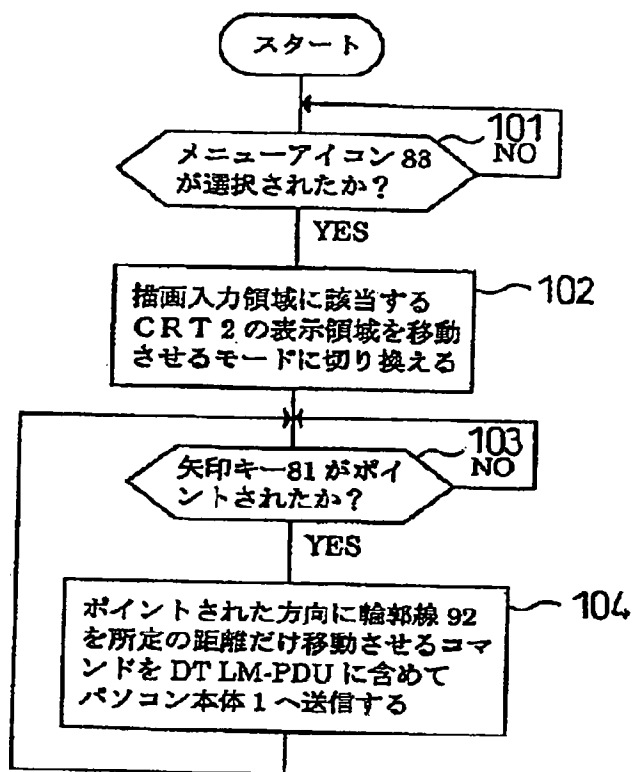 スタート
101
NO
メニューアイコン 88
が選択されたか?
YES
102
描画入力領域に該当する
CRT2の表示領域を移動
させるモードに切り換える
103
NO
矢印キー81がポイ
ントされたか?
YES
104
ポイントされた方向に輪郭線 92
を所定の距離だけ移動させるコマ
ンドを DT LM-PDU に含めて
パソコン本体1へ送信する